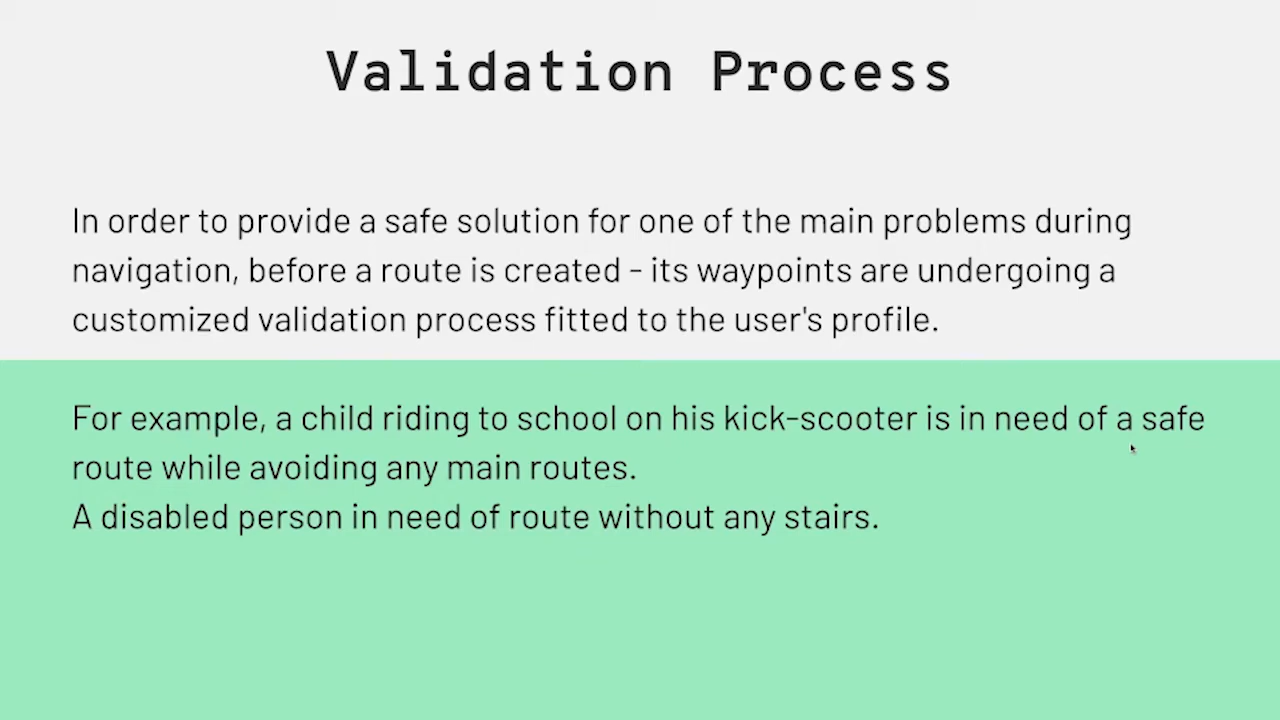 Validation Process
In order to provide a safe solution for one of the main problems during
navigation, before a route is created - its waypoints are undergoing a
customized validation process fitted to the user's profile.
For example, a child riding to school on his kick-scooter is in need of a safe
route while avoiding any main routes.
A disabled person in need of route without any stairs.